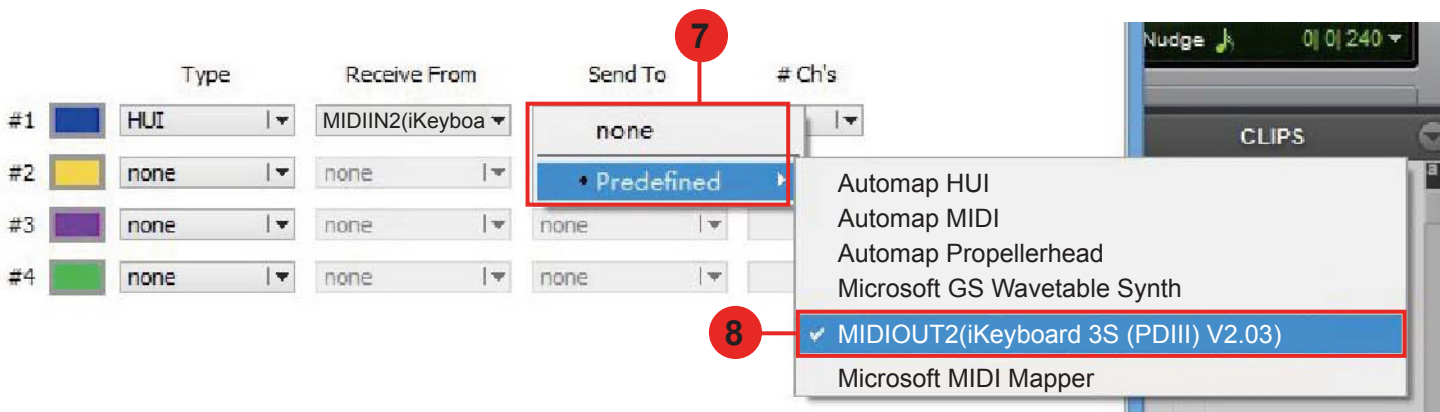 7
Nudge 0| 0| 240
Type Receive From Send To # Ch's
#1 HUI MIDIIN2(iKeyboa
none
CLIPS
#2 none none
• Predefined
Automap HUI
#3 none none none
Automap MIDI
Automap Propellerhead
#4 none none none
Microsoft GS Wavetable Synth
8 MIDIOUT2(iKeyboard 3S (PDIII) V2.03)
Microsoft MIDI Mapper